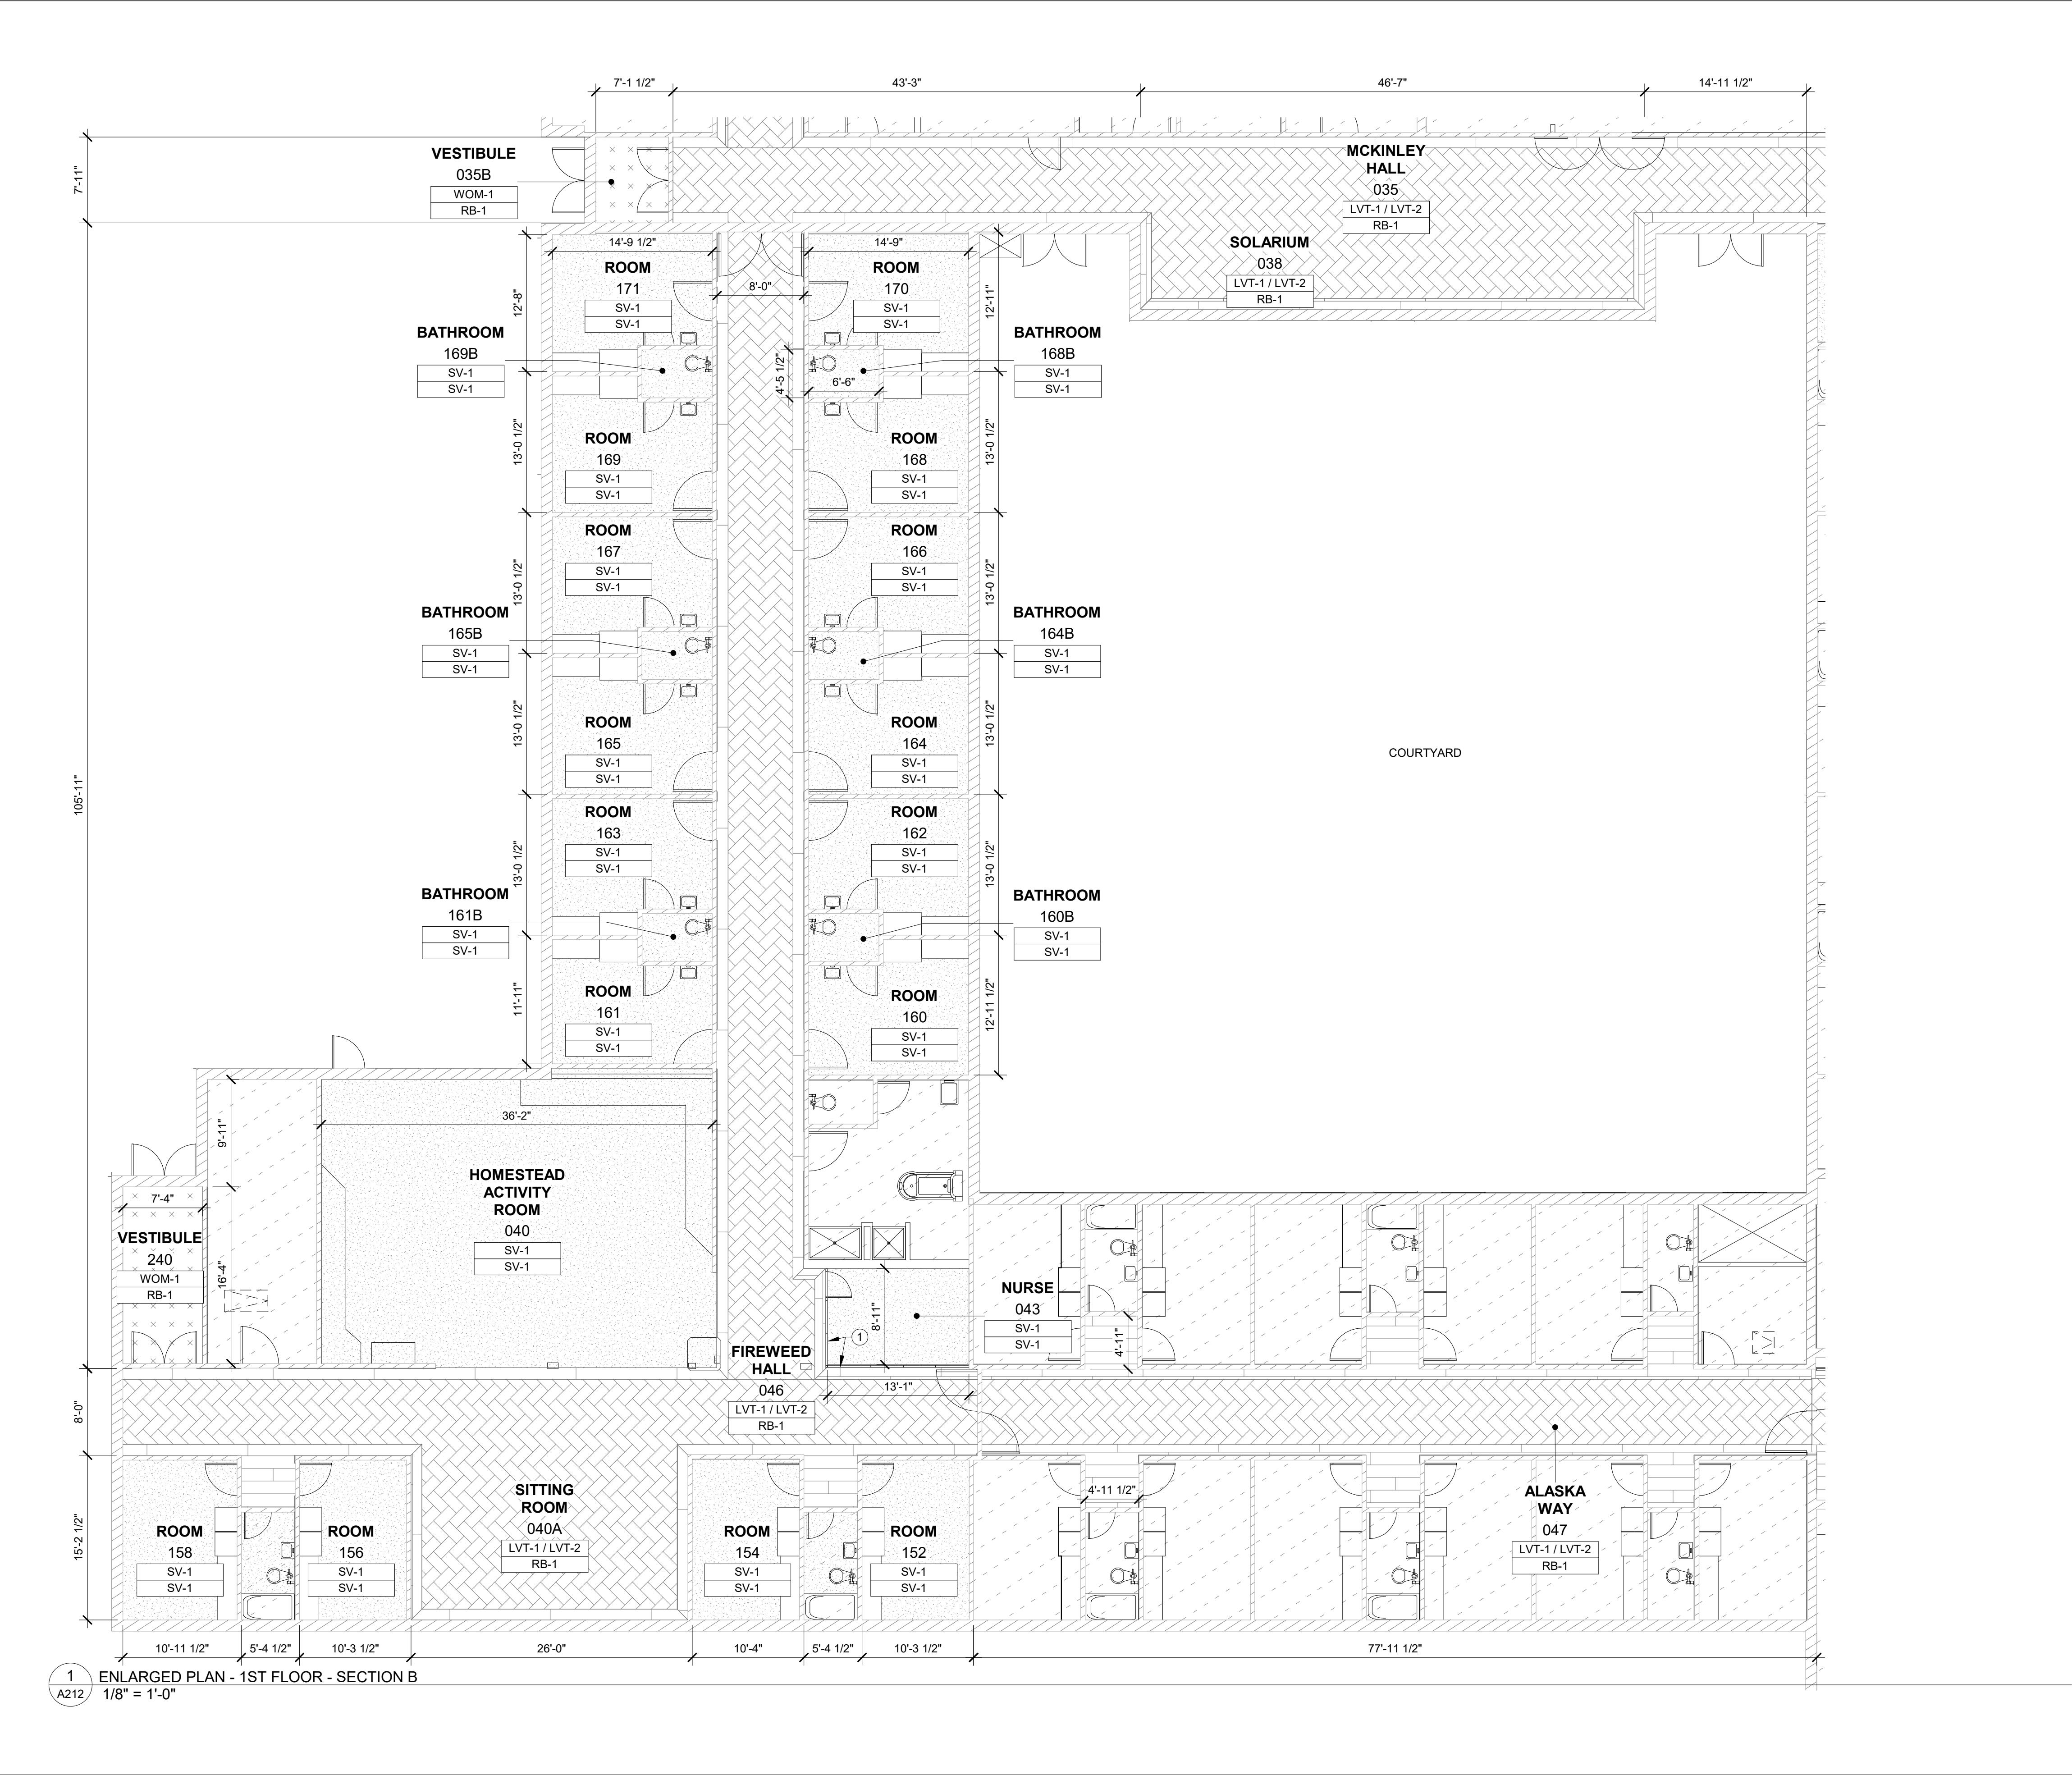 7'-1 1/2"
43'-3"
46'-7"
14'-11 1/2"
7'-11"
VESTIBULE
035B
WOM-1
RB-1
MCKINLEY
HALL
035
LVT-1 / LVT-2
RB-1
SOLARIUM
038
LVT-1 / LVT-2
RB-1
14'-9 1/2"
14'-9"
8'-0"
12'-8"
12'-11"
ROOM
171
SV-1
SV-1
ROOM
170
SV-1
SV-1
BATHROOM
169B
SV-1
SV-1
4'-5 1/2"
6'-6"
BATHROOM
168B
SV-1
SV-1
13'-0 1/2"
ROOM
169
SV-1
SV-1
ROOM
168
SV-1
SV-1
13'-0 1/2"
13'-0 1/2"
ROOM
167
SV-1
SV-1
ROOM
166
SV-1
SV-1
13'-0 1/2"
BATHROOM
165B
SV-1
SV-1
BATHROOM
164B
SV-1
SV-1
13'-0 1/2"
ROOM
165
SV-1
SV-1
ROOM
164
SV-1
SV-1
13'-0 1/2"
COURTYARD
105'-11"
13'-0 1/2"
ROOM
163
SV-1
SV-1
ROOM
162
SV-1
SV-1
13'-0 1/2"
BATHROOM
161B
SV-1
SV-1
BATHROOM
160B
SV-1
SV-1
11'-11"
ROOM
161
SV-1
SV-1
ROOM
160
SV-1
SV-1
12'-11 1/2"
9'-11"
36'-2"
HOMESTEAD
ACTIVITY
ROOM
040
SV-1
SV-1
7'-4"
VESTIBULE
240
WOM-1
RB-1
16'-4"
NURSE
043
SV-1
SV-1
8'-11"
1
4'-11"
13'-1"
FIREWEED
HALL
046
LVT-1 / LVT-2
RB-1
8'-0"
15'-2 1/2"
ROOM
158
SV-1
SV-1
ROOM
156
SV-1
SV-1
SITTING
ROOM
040A
LVT-1 / LVT-2
RB-1
ROOM
154
SV-1
SV-1
ROOM
152
SV-1
SV-1
4'-11 1/2"
ALASKA
WAY
047
LVT-1 / LVT-2
RB-1
10'-11 1/2"
5'-4 1/2"
10'-3 1/2"
26'-0"
10'-4"
5'-4 1/2"
10'-3 1/2"
77'-11 1/2"
1
A212
ENLARGED PLAN - 1ST FLOOR - SECTION B
1/8" = 1'-0"